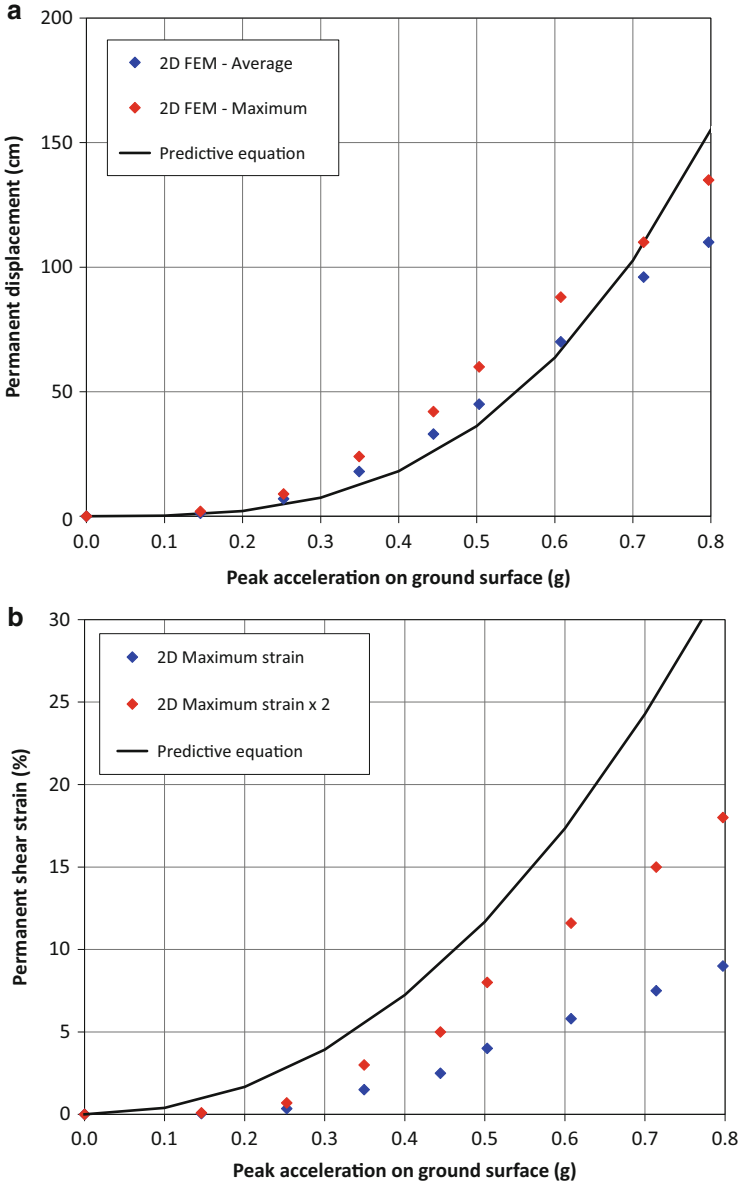 a
200
150
100
50
0
Permanent displacement (cm)
2D FEM - Average
2D FEM - Maximum
Predictive equation
0.0 0.1 0.2 0.3 0.4 0.5 0.6 0.7 0.8
Peak acceleration on ground surface (g)
b
30
25
20
15
10
5
0
Permanent shear strain (%)
2D Maximum strain
2D Maximum strain x 2
Predictive equation
0.0 0.1 0.2 0.3 0.4 0.5 0.6 0.7 0.8
Peak acceleration on ground surface (g)